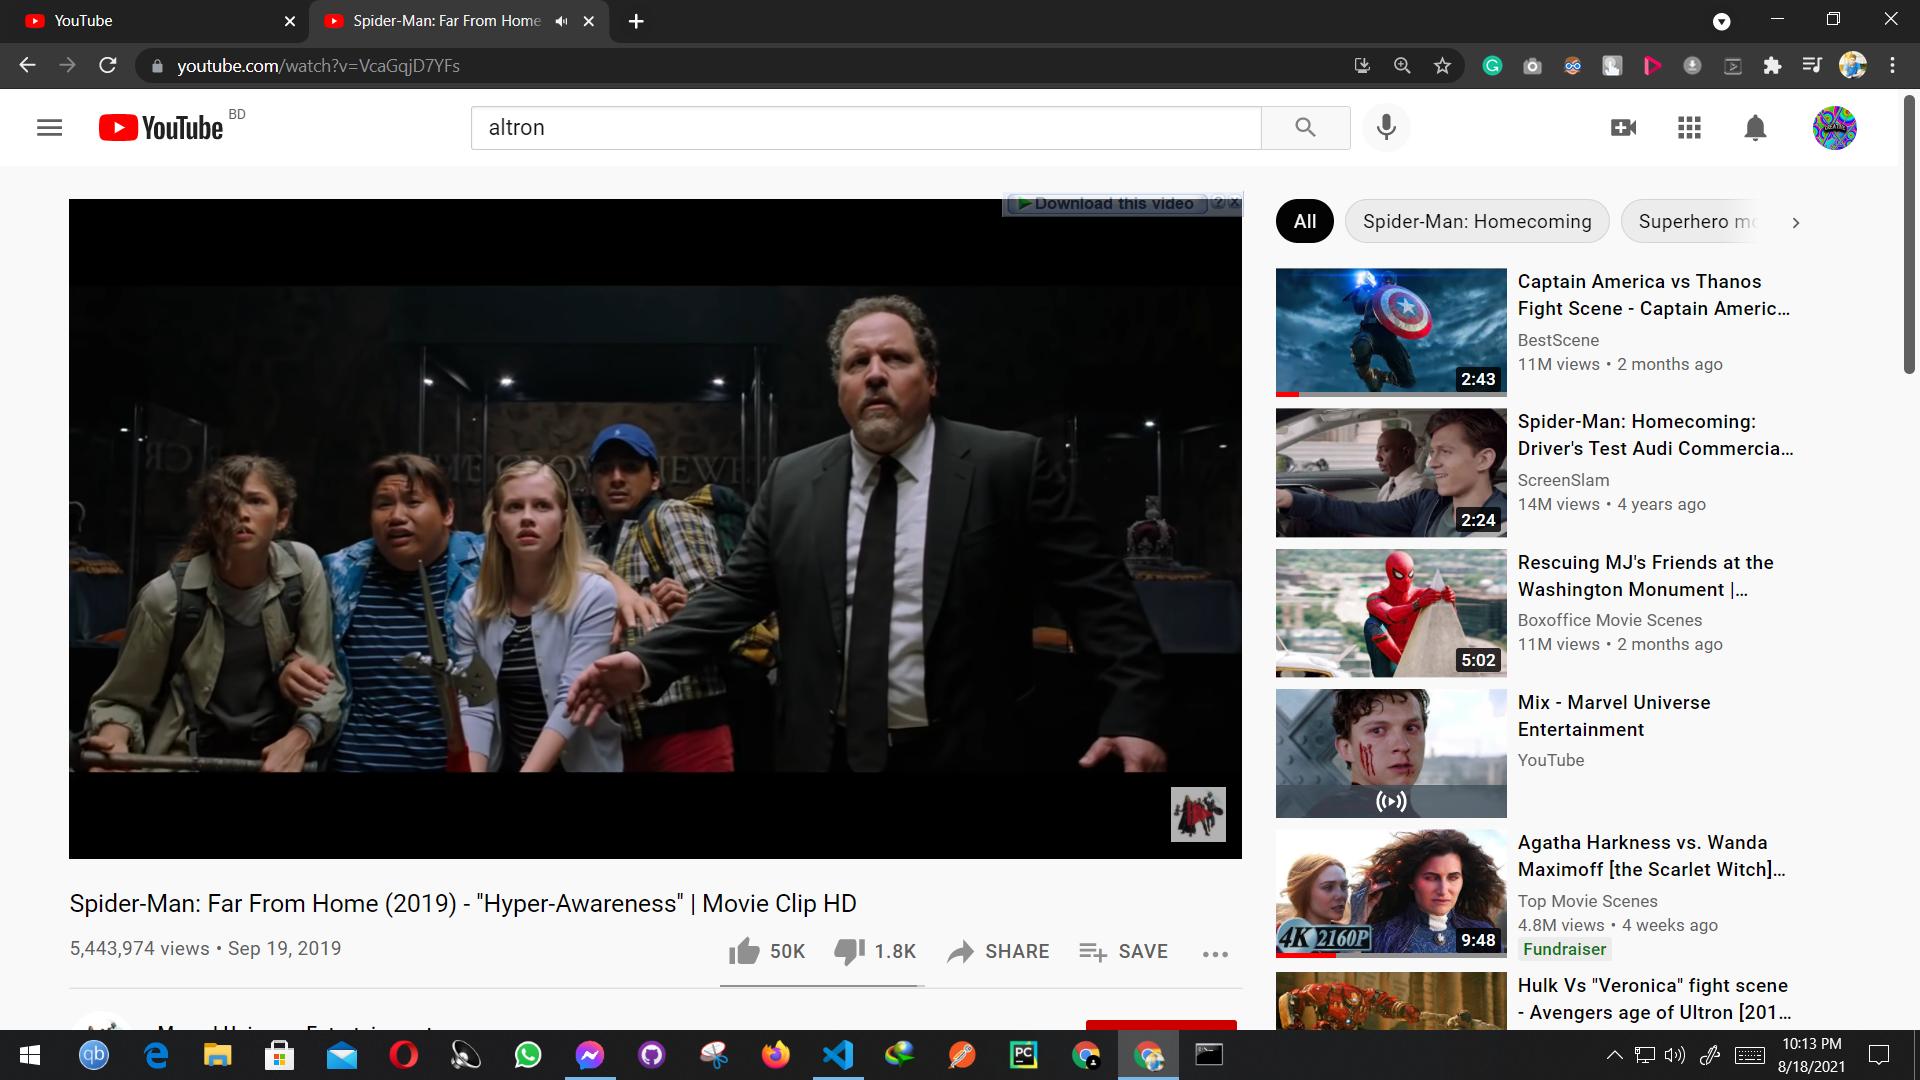 YouTube
Spider-Man: Far From Home
youtube.com/watch?v=VcaGqjD7YFs
YouTube BD
altron
Download this video ? x
All
Spider-Man: Homecoming
Superhero
Captain America vs Thanos
Fight Scene - Captain Americ...
BestScene
11M views • 2 months ago
2:43
Spider-Man: Homecoming:
Driver's Test Audi Commercia...
ScreenSlam
14M views • 4 years ago
2:24
Rescuing MJ's Friends at the
Washington Monument |...
Boxoffice Movie Scenes
11M views • 2 months ago
5:02
Mix - Marvel Universe
Entertainment
YouTube
Agatha Harkness vs. Wanda
Maximoff [the Scarlet Witch]...
Top Movie Scenes
4.8M views • 4 weeks ago
Fundraiser
4K 2160P
9:48
Hulk Vs "Veronica" fight scene
- Avengers age of Ultron [201...
Spider-Man: Far From Home (2019) - "Hyper-Awareness" | Movie Clip HD
5,443,974 views • Sep 19, 2019
50K
1.8K
SHARE
SAVE
qb
PC
10:13 PM
8/18/2021